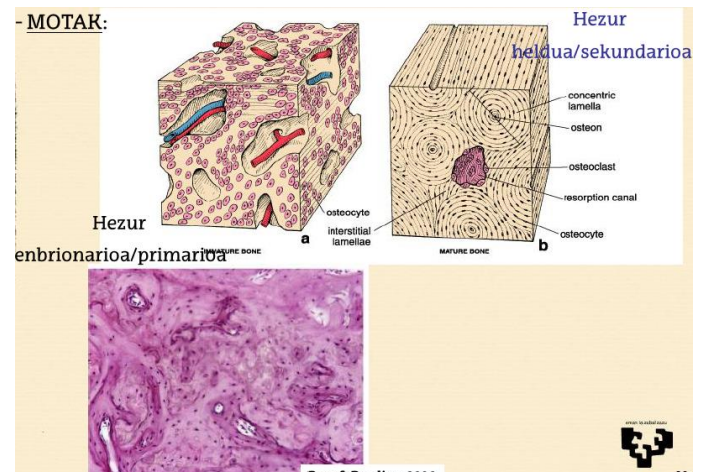 - MOTAK:
Hezur
heldua/sekundarioa
concentric
lamella
osteon
osteoclast
resorption canal
osteocyte
interstitial
lamellae
osteocyte
a
b
Hezur
enbrionarioa/primarioa
IMMATURE BONE
MATURE BONE